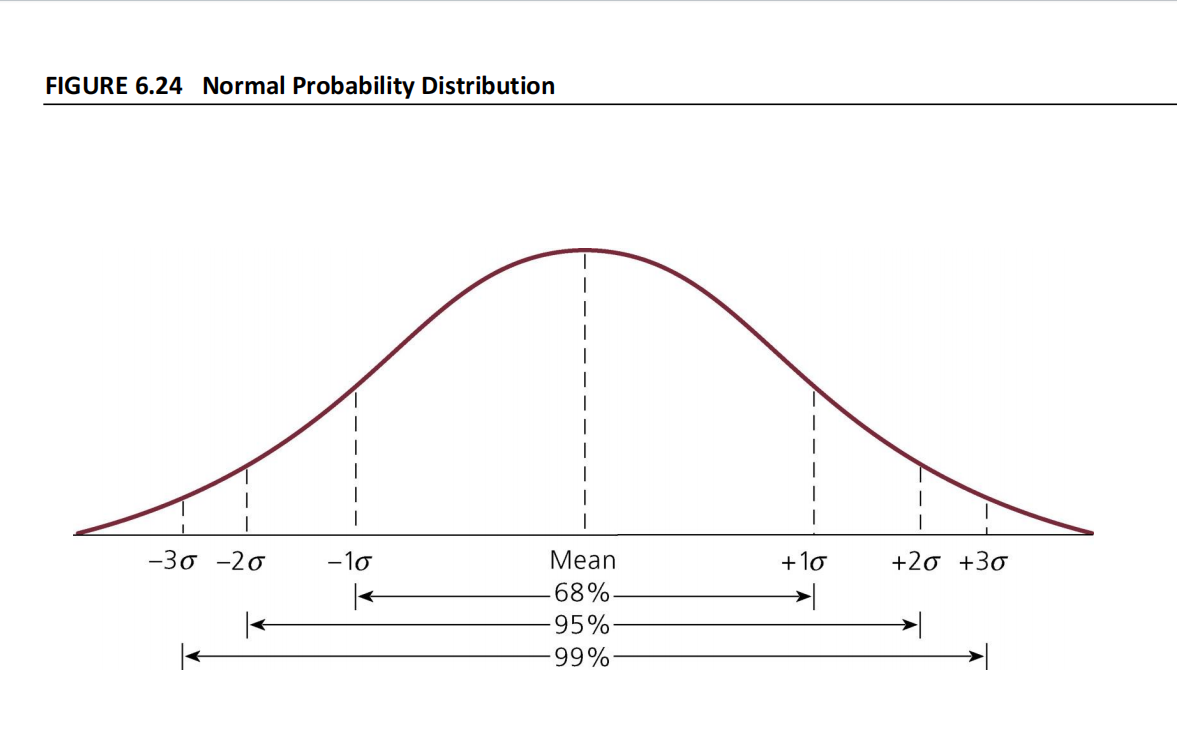 FIGURE 6.24 Normal Probability Distribution
−3σ −2σ −1σ Mean +1σ +2σ +3σ
68%
95%
99%